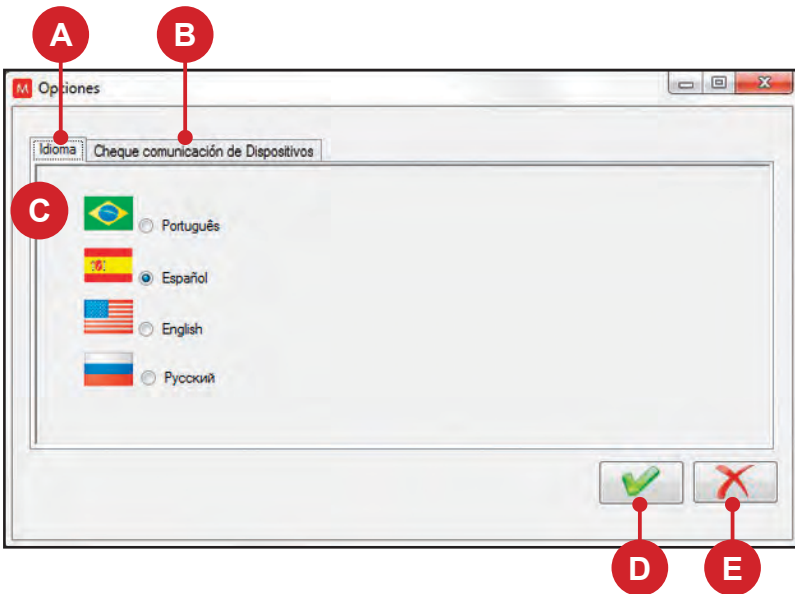 A B
M Opciones
Idioma Cheque comunicación de Dispositivos
C
Português
Español
English
Русский
D E